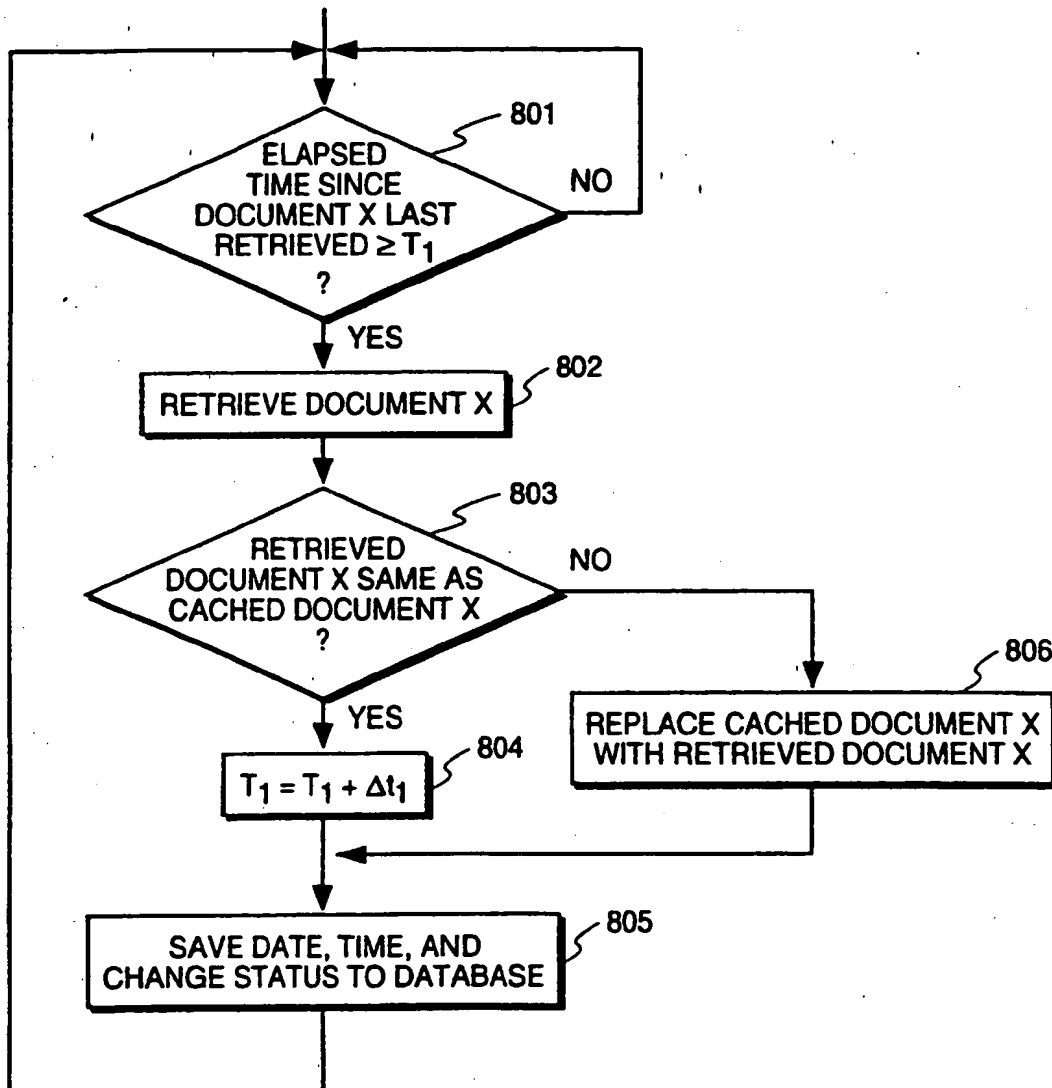 801
ELAPSED
TIME SINCE
DOCUMENT X LAST
RETRIEVED ≥ T1
?
NO
YES
802
RETRIEVE DOCUMENT X
803
RETRIEVED
DOCUMENT X SAME AS
CACHED DOCUMENT X
?
NO
YES
806
REPLACE CACHED DOCUMENT X
WITH RETRIEVED DOCUMENT X
804
T1 = T1 + Δt1
805
SAVE DATE, TIME, AND
CHANGE STATUS TO DATABASE